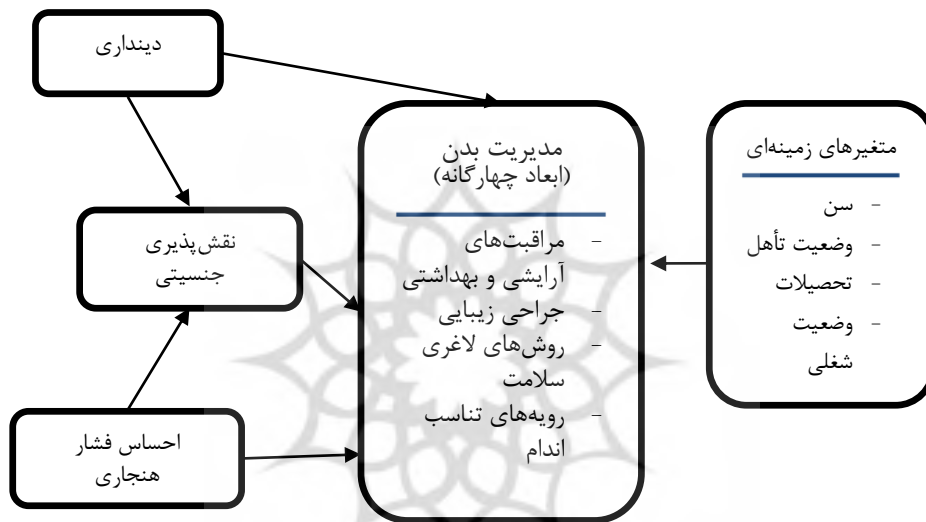 دینداری
نقش‌پذیری
جنسیتی
احساس فشار
هنجاری
مدیریت بدن
(ابعاد چهارگانه)
- مراقبت‌های
آرایشی و بهداشتی
- جراحی زیبایی
- روش‌های لاغری
سلامت
- رویه‌های تناسب
اندام
متغیرهای زمینه‌ای
- سن
- وضعیت تأهل
- تحصیلات
- وضعیت
شغلی